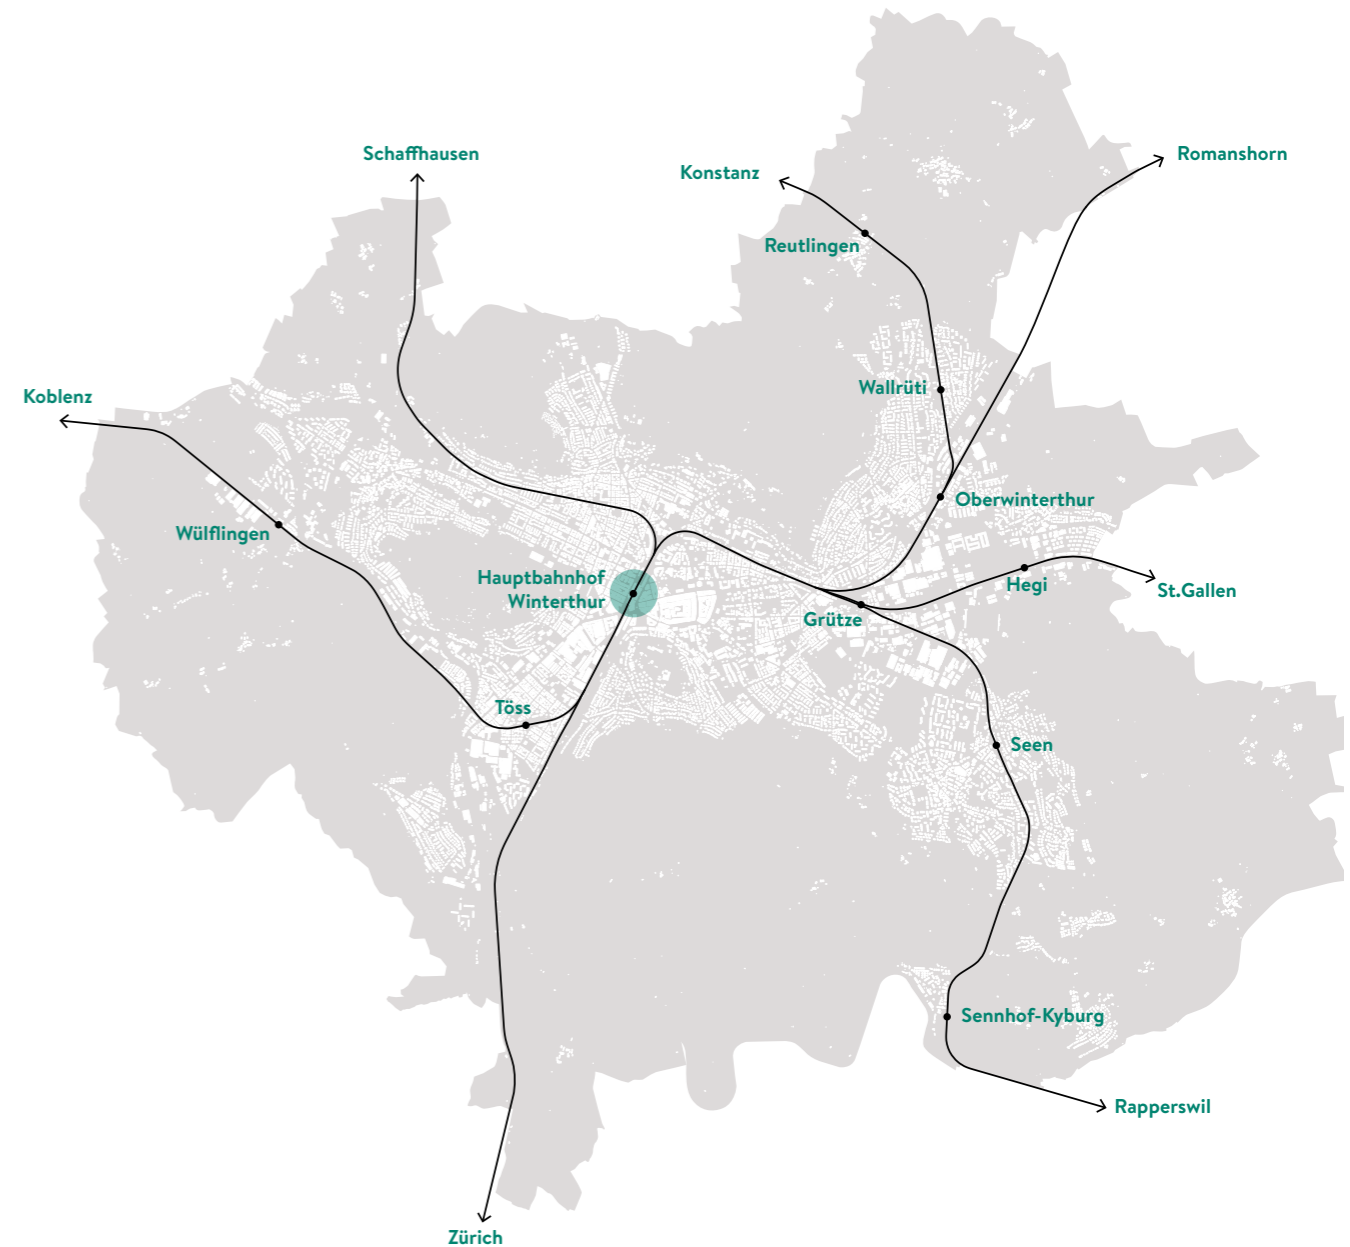 Schaffhausen
Romanshorn
Konstanz
Reutlingen
Wallrüti
Koblenz
Oberwinterthur
Wülflingen
Hauptbahnhof
Winterthur
Hegi
St.Gallen
Grütze
Töss
Seen
Sennhof-Kyburg
Rapperswil
Zürich